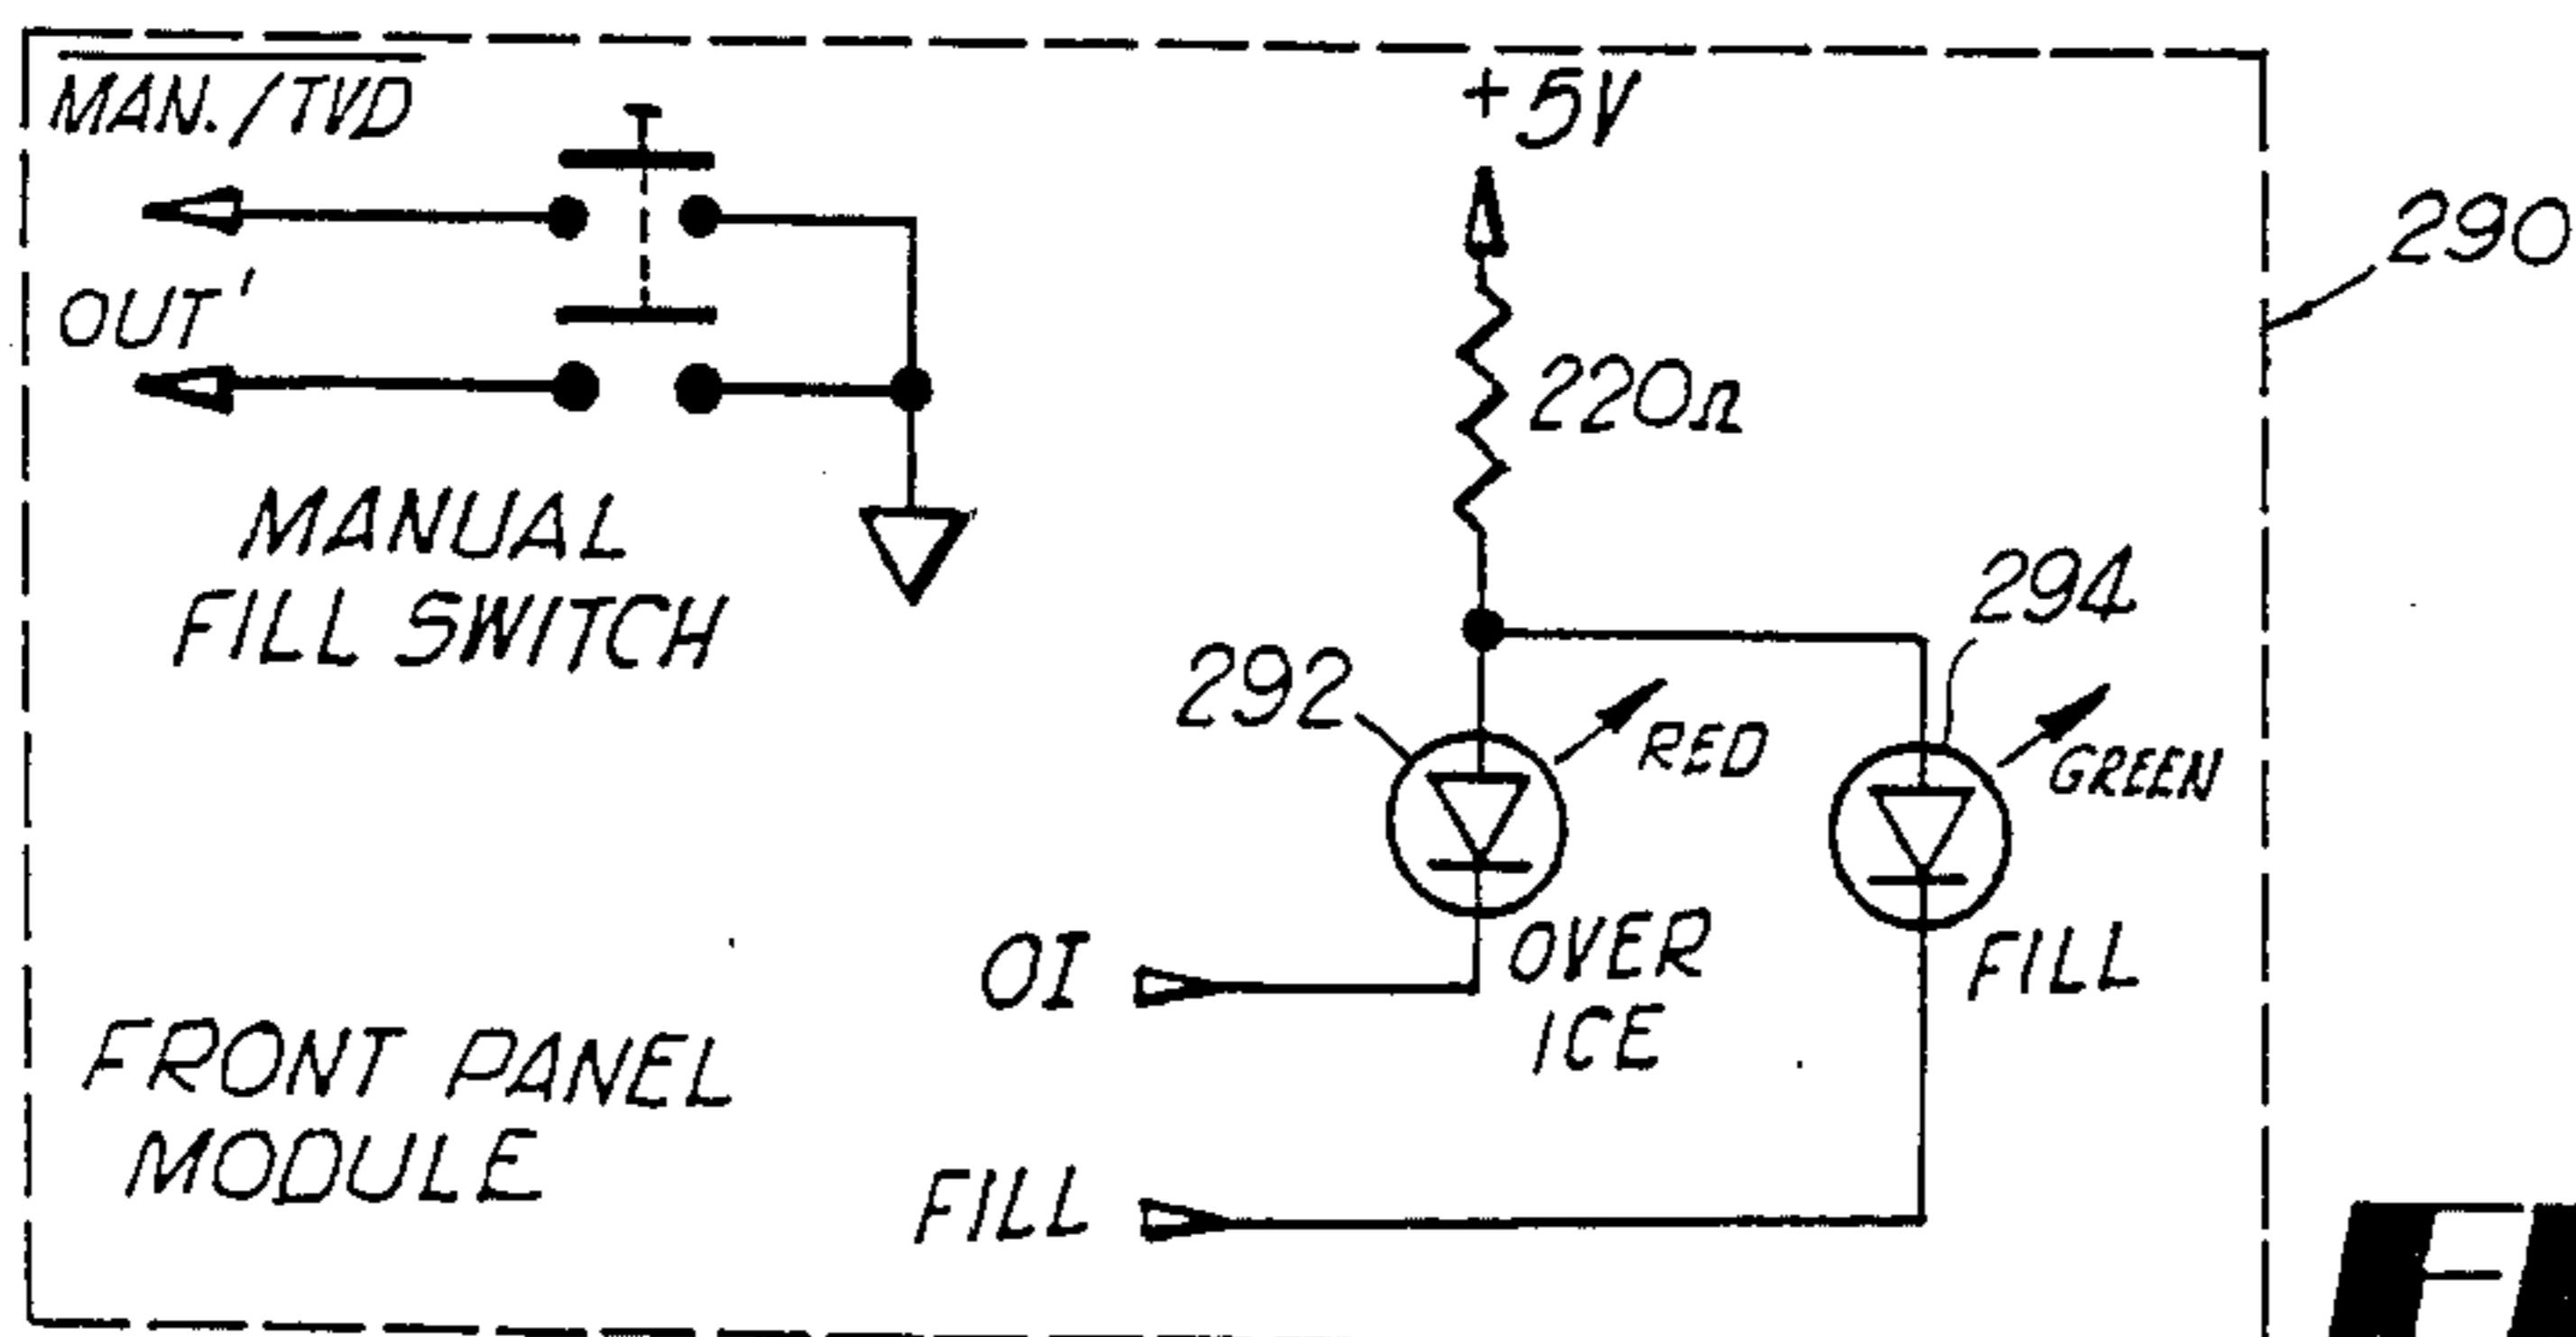 MAN./TVD
+5V
290
OUT'
220Ω
MANUAL
FILL SWITCH
294
292
RED
GREEN
OI
OVER
ICE
FILL
FRONT PANEL
MODULE
FILL